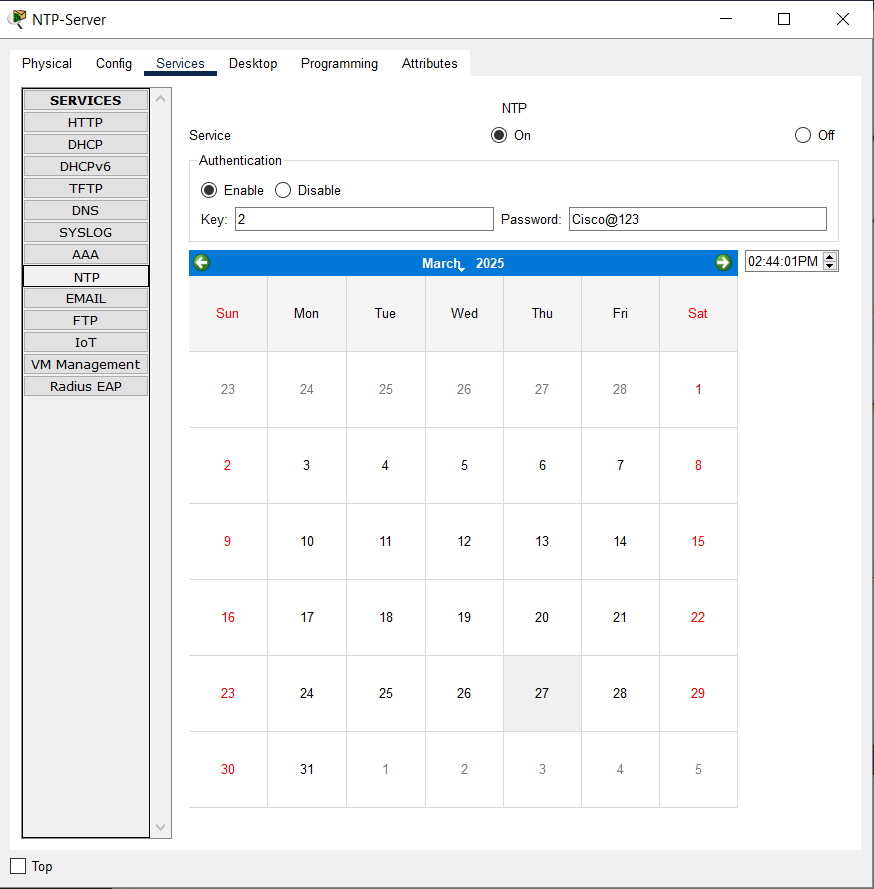 NTP-Server
Physical Config Services Desktop Programming Attributes
SERVICES
HTTP
DHCP
DHCPv6
TFTP
DNS
SYSLOG
AAA
NTP
EMAIL
FTP
IoT
VM Management
Radius EAP
NTP
Service On Off
Authentication
Enable Disable
Key: 2 Password: Cisco@123
March 2025 02:44:01PM
Sun Mon Tue Wed Thu Fri Sat
23 24 25 26 27 28 1
2 3 4 5 6 7 8
9 10 11 12 13 14 15
16 17 18 19 20 21 22
23 24 25 26 27 28 29
30 31 1 2 3 4 5
Top